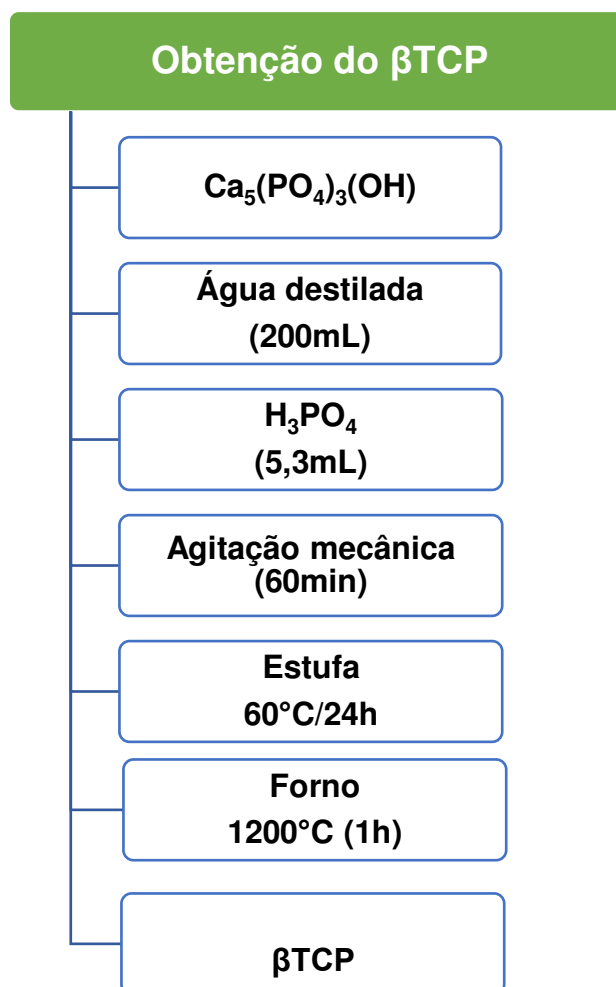 Obtenção do βTCP
Ca₅(PO₄)₃(OH)
Água destilada
(200mL)
H₃PO₄
(5,3mL)
Agitação mecânica
(60min)
Estufa
60°C/24h
Forno
1200°C (1h)
βTCP